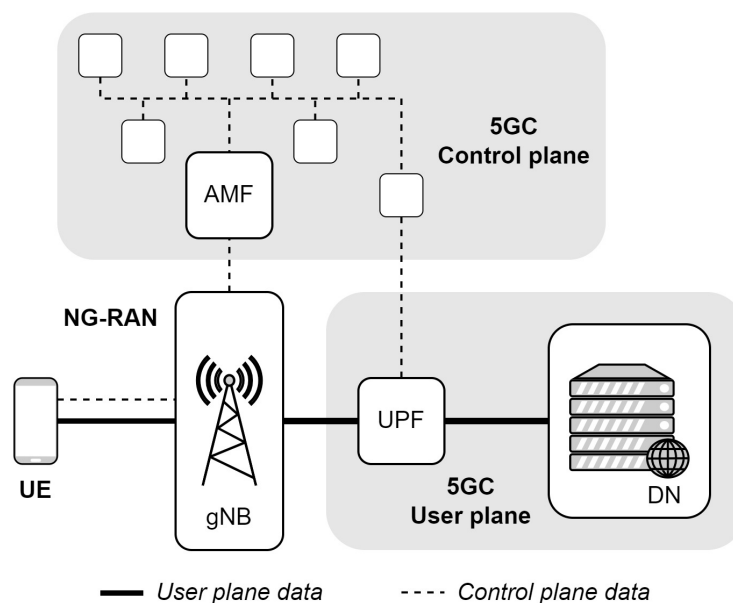 5GC
Control plane
AMF
NG-RAN
UPF
UE
gNB
5GC
User plane
DN
User plane data
Control plane data